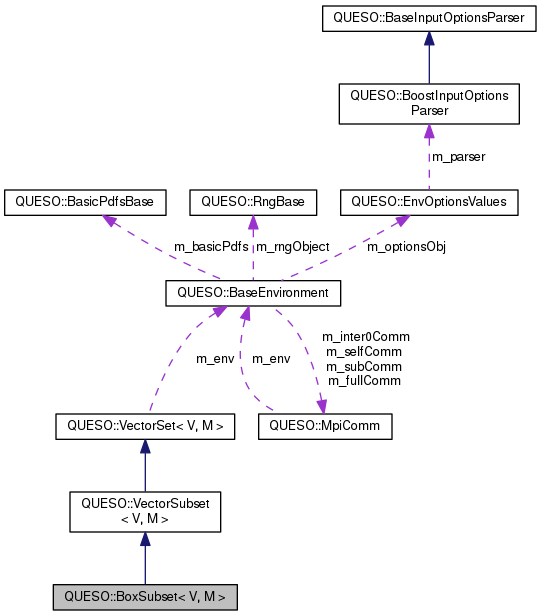 QUESO::BaseInputOptionsParser
QUESO::BoostInputOptions
Parser
m_parser
QUESO::BasicPdfsBase
QUESO::RngBase
QUESO::EnvOptionsValues
m_basicPdfs
m_rngObject
m_optionsObj
QUESO::BaseEnvironment
m_env
m_env
m_inter0Comm
m_selfComm
m_subComm
m_fullComm
QUESO::VectorSet< V, M >
QUESO::MpiComm
QUESO::VectorSubset
< V, M >
QUESO::BoxSubset< V, M >